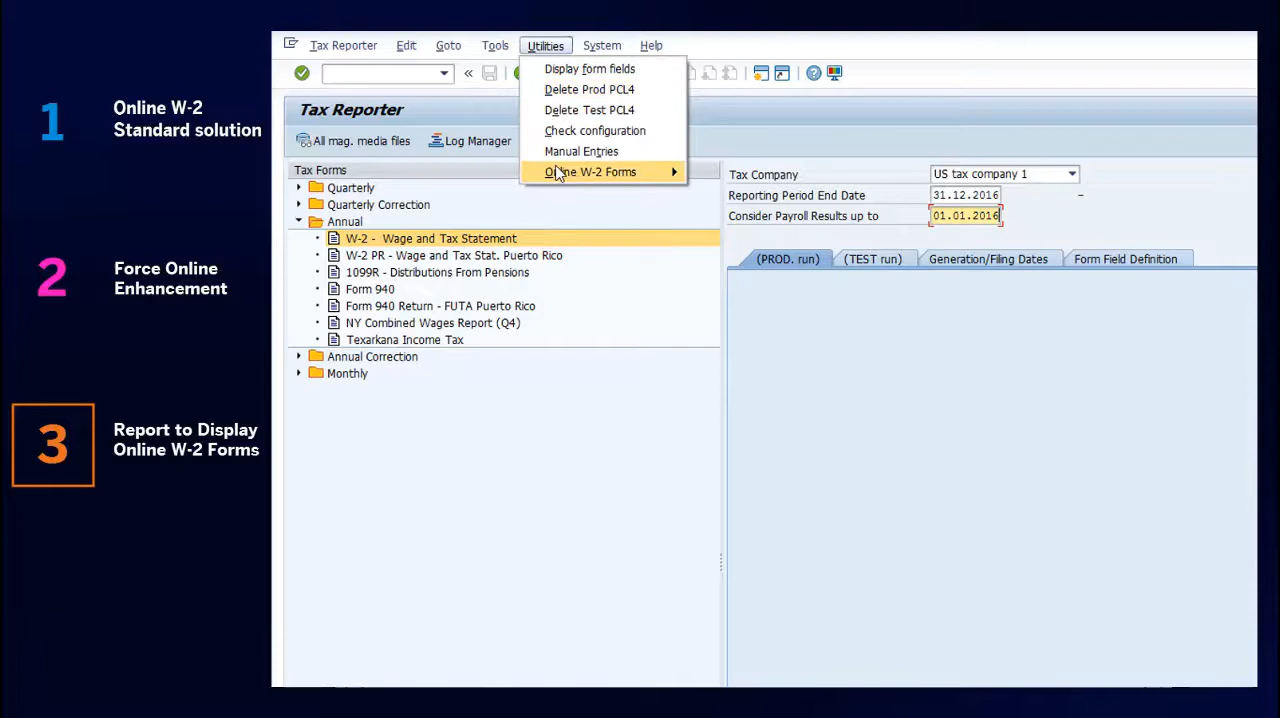 1
Online W-2
Standard solution
2
Force Online
Enhancement
3
Report to Display
Online W-2 Forms
Tax Reporter Edit Goto Tools Utilities System Help
Display form fields
Delete Prod PCL4
Delete Test PCL4
Check configuration
Manual Entries
Online W-2 Forms
Tax Reporter
All mag. media files Log Manager
Tax Forms
Quarterly
Quarterly Correction
Annual
W-2 - Wage and Tax Statement
W-2 PR - Wage and Tax Stat. Puerto Rico
1099R - Distributions From Pensions
Form 940
Form 940 Return - FUTA Puerto Rico
NY Combined Wages Report (Q4)
Texarkana Income Tax
Annual Correction
Monthly
Tax Company US tax company 1
Reporting Period End Date 31.12.2016 –
Consider Payroll Results up to 01.01.2016
(PROD. run) (TEST run) Generation/Filing Dates Form Field Definition